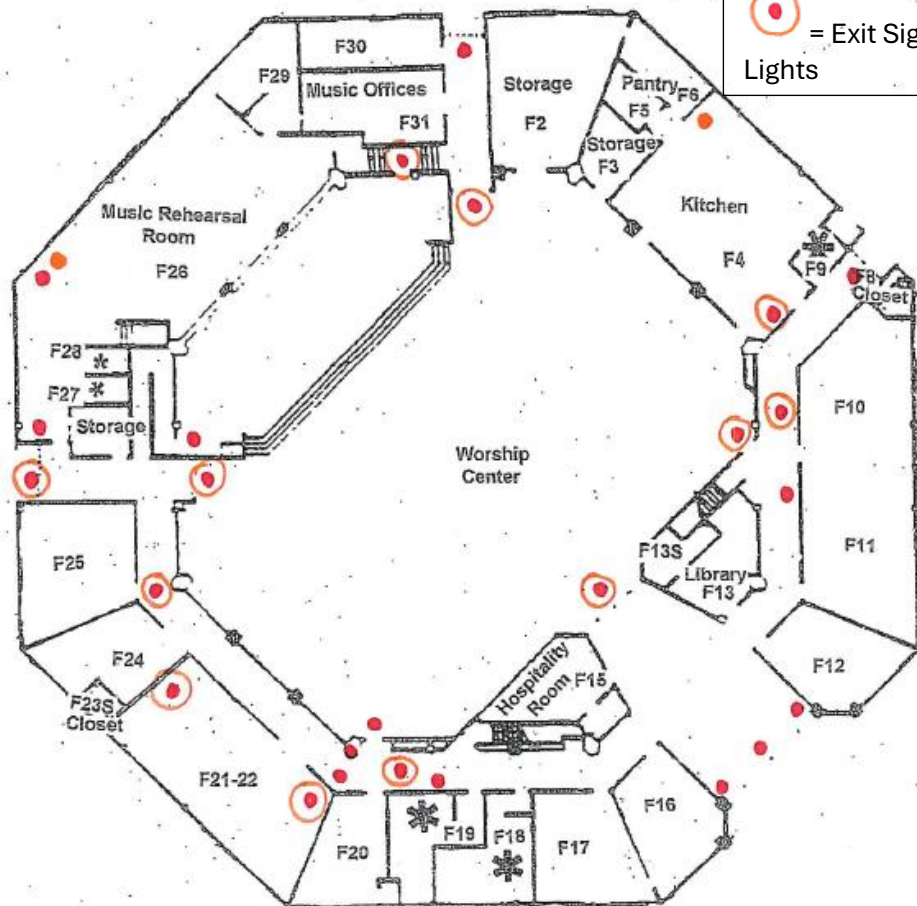 = Exit Sig
Lights
F30
F29
Music Offices
F31
Storage
F2
Pantry
F6
F5
Storage
F3
Kitchen
F4
F9
F8
Closet
Music Rehearsal
Room
F26
F28
F27
Storage
F10
Worship
Center
F11
F13S
Library
F13
F25
F24
F12
Hospitality
Room
F15
F23S
Closet
F21-22
F20
F19
F18
F17
F16